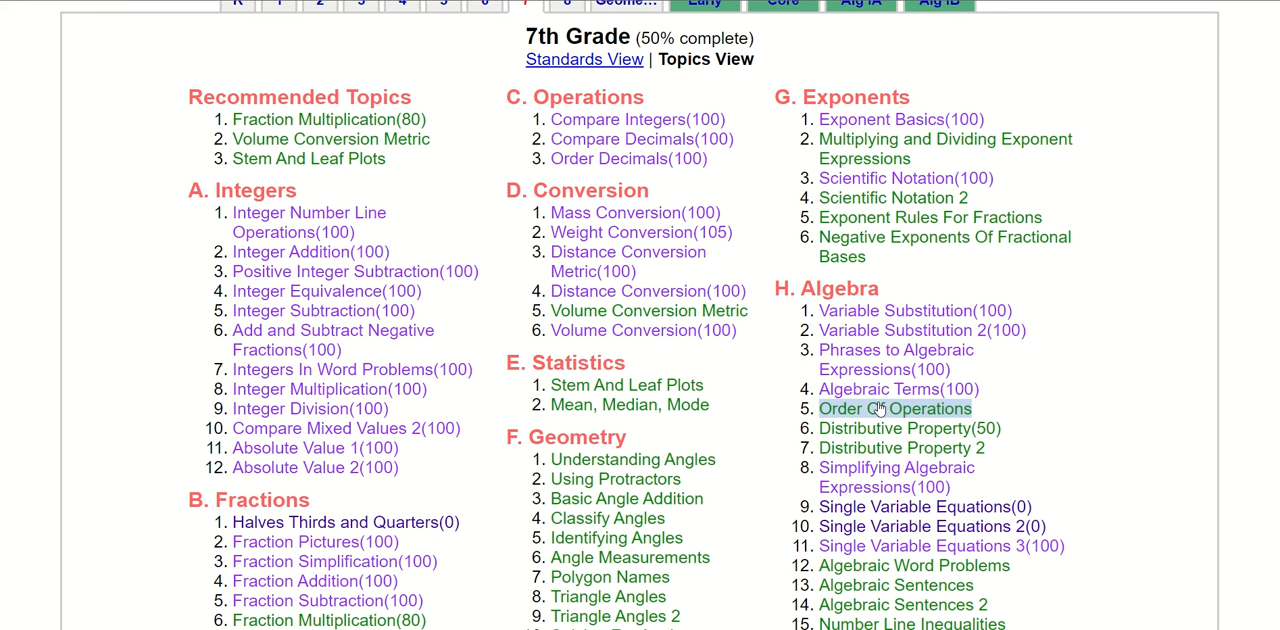 K 1 2 3 4 5 6 7 8 Geome... Early Core Alg IA Alg IB
7th Grade (50% complete)
Standards View | Topics View
Recommended Topics
1. Fraction Multiplication(80)
2. Volume Conversion Metric
3. Stem And Leaf Plots
A. Integers
1. Integer Number Line
Operations(100)
2. Integer Addition(100)
3. Positive Integer Subtraction(100)
4. Integer Equivalence(100)
5. Integer Subtraction(100)
6. Add and Subtract Negative
Fractions(100)
7. Integers In Word Problems(100)
8. Integer Multiplication(100)
9. Integer Division(100)
10. Compare Mixed Values 2(100)
11. Absolute Value 1(100)
12. Absolute Value 2(100)
B. Fractions
1. Halves Thirds and Quarters(0)
2. Fraction Pictures(100)
3. Fraction Simplification(100)
4. Fraction Addition(100)
5. Fraction Subtraction(100)
6. Fraction Multiplication(80)
C. Operations
1. Compare Integers(100)
2. Compare Decimals(100)
3. Order Decimals(100)
D. Conversion
1. Mass Conversion(100)
2. Weight Conversion(105)
3. Distance Conversion
Metric(100)
4. Distance Conversion(100)
5. Volume Conversion Metric
6. Volume Conversion(100)
E. Statistics
1. Stem And Leaf Plots
2. Mean, Median, Mode
F. Geometry
1. Understanding Angles
2. Using Protractors
3. Basic Angle Addition
4. Classify Angles
5. Identifying Angles
6. Angle Measurements
7. Polygon Names
8. Triangle Angles
9. Triangle Angles 2
G. Exponents
1. Exponent Basics(100)
2. Multiplying and Dividing Exponent
Expressions
3. Scientific Notation(100)
4. Scientific Notation 2
5. Exponent Rules For Fractions
6. Negative Exponents Of Fractional
Bases
H. Algebra
1. Variable Substitution(100)
2. Variable Substitution 2(100)
3. Phrases to Algebraic
Expressions(100)
4. Algebraic Terms(100)
5. Order Of Operations
6. Distributive Property(50)
7. Distributive Property 2
8. Simplifying Algebraic
Expressions(100)
9. Single Variable Equations(0)
10. Single Variable Equations 2(0)
11. Single Variable Equations 3(100)
12. Algebraic Word Problems
13. Algebraic Sentences
14. Algebraic Sentences 2
15. Number Line Inequalities